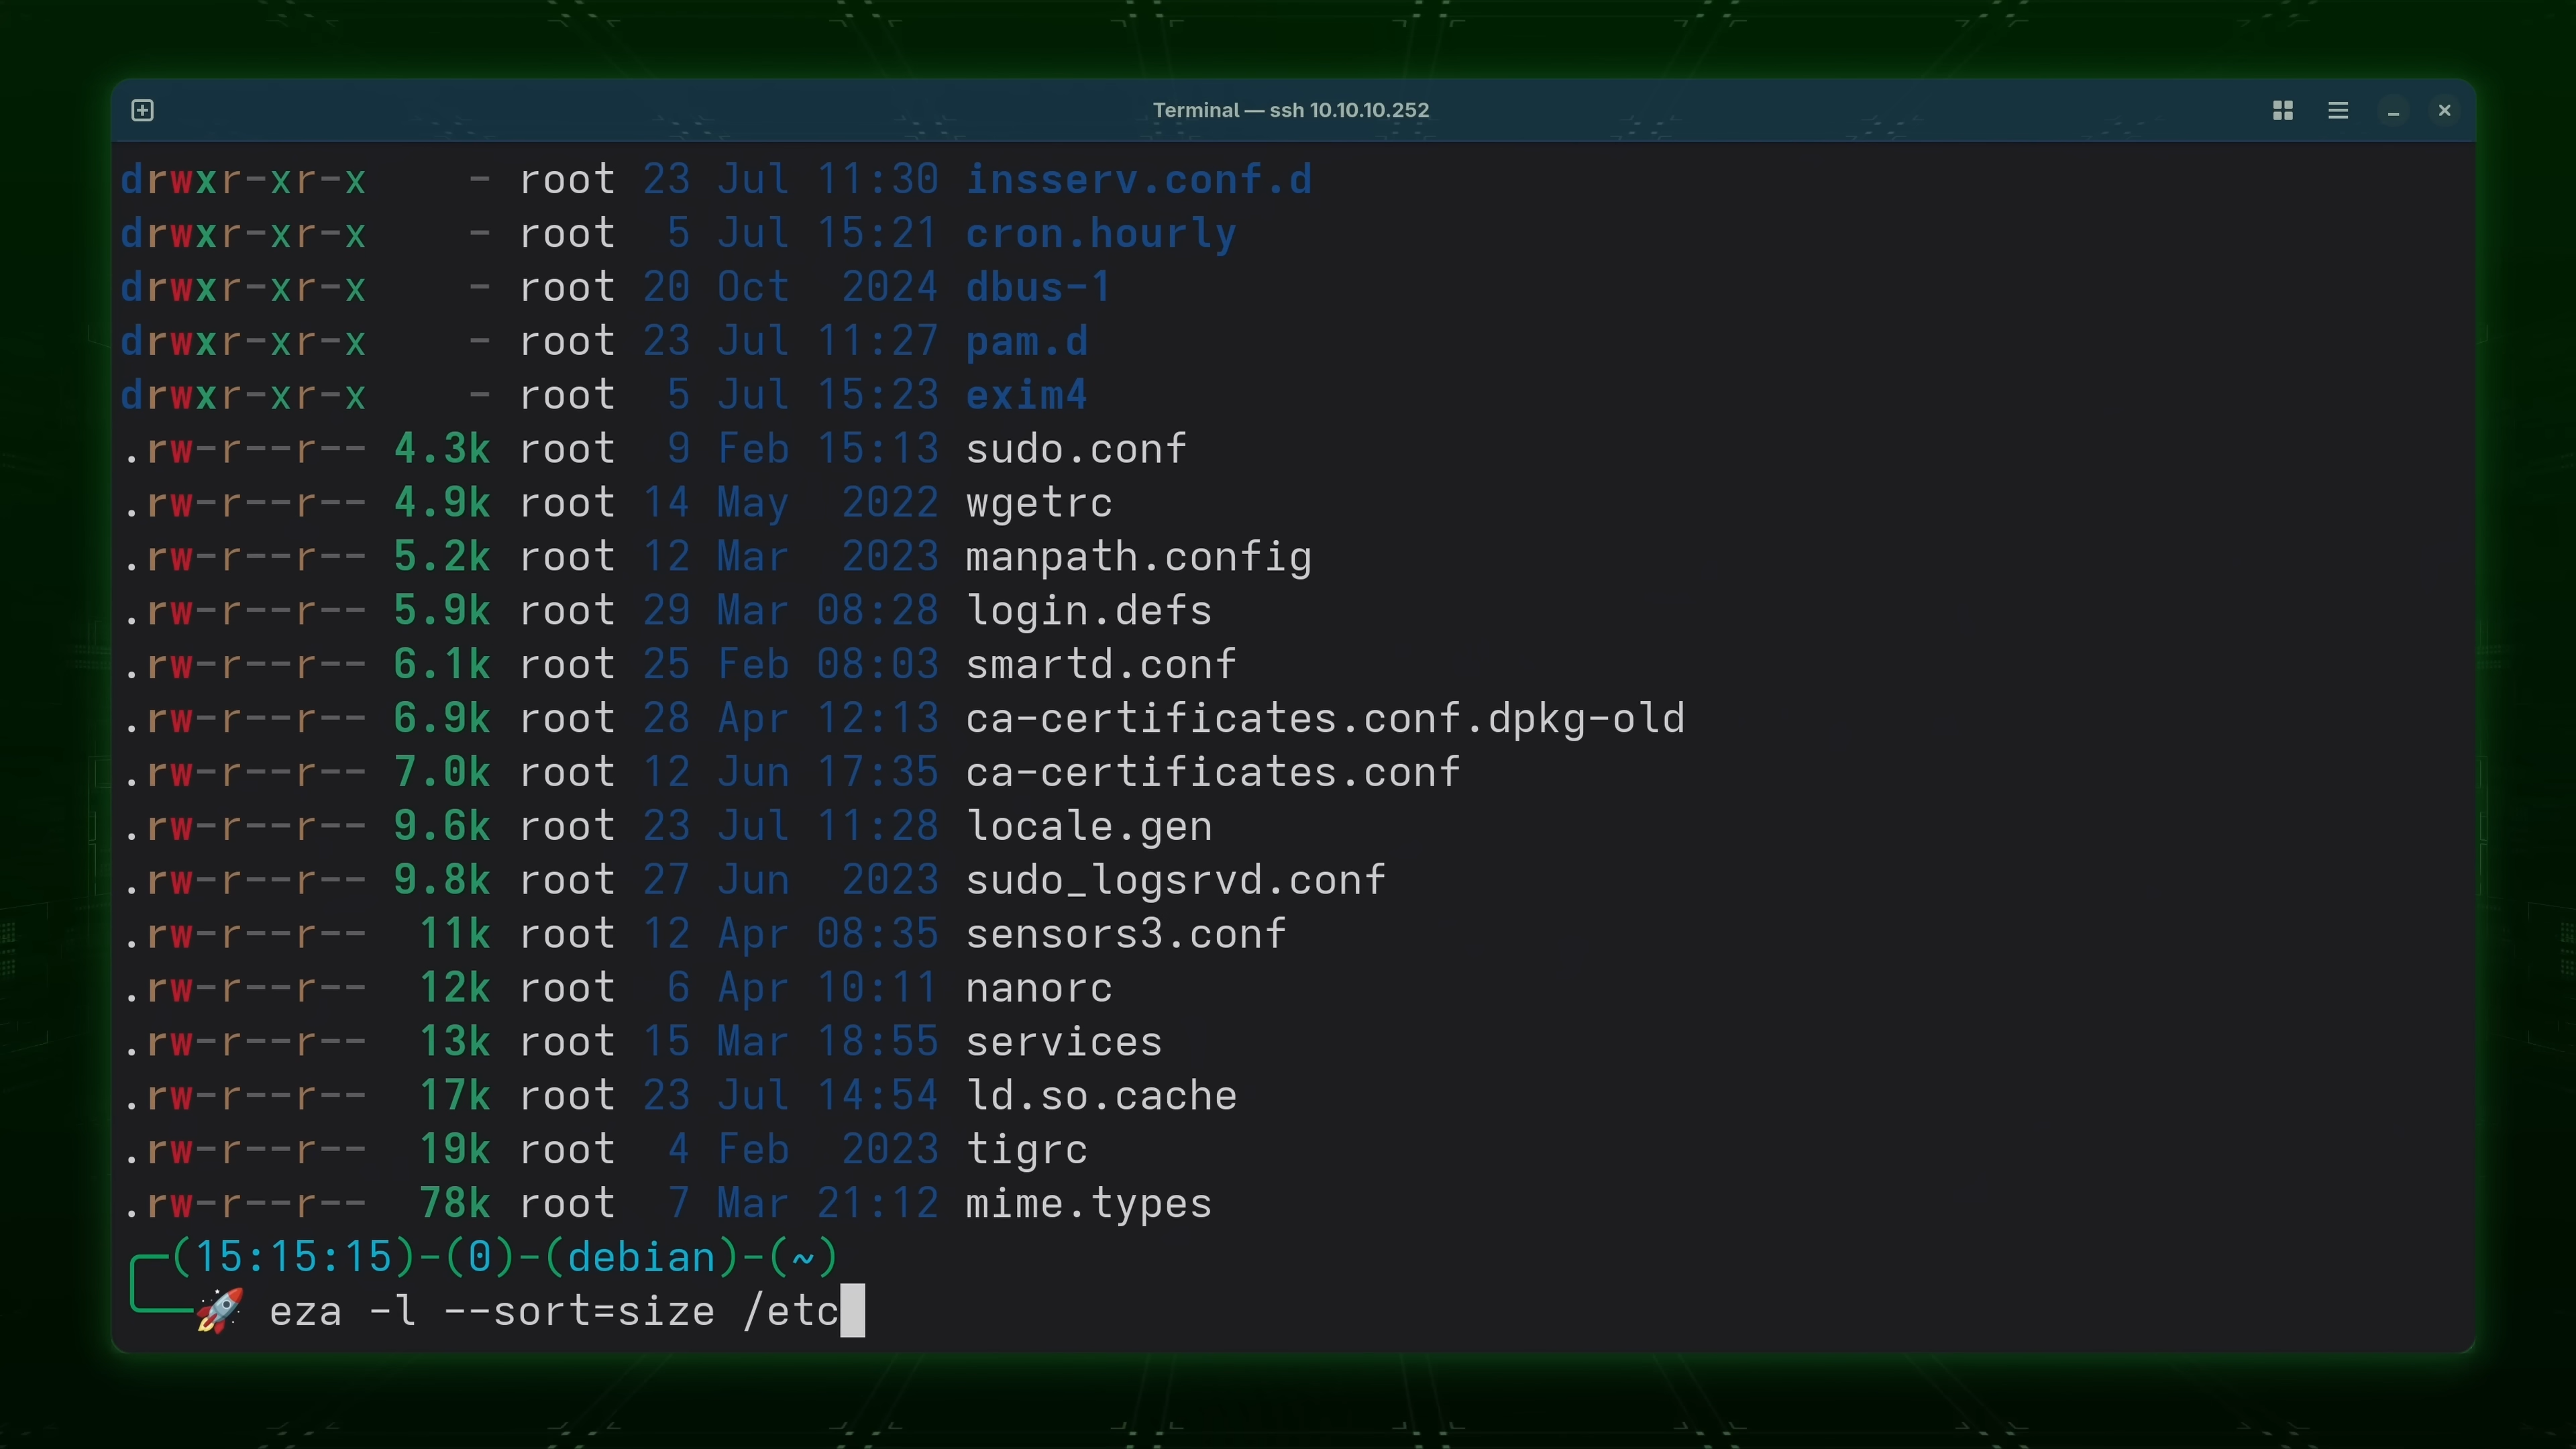 Terminal — ssh 10.10.10.252
drwxr-xr-x    - root 23 Jul 11:30 insserv.conf.d
drwxr-xr-x    - root  5 Jul 15:21 cron.hourly
drwxr-xr-x    - root 20 Oct  2024 dbus-1
drwxr-xr-x    - root 23 Jul 11:27 pam.d
drwxr-xr-x    - root  5 Jul 15:23 exim4
.rw-r--r-- 4.3k root  9 Feb 15:13 sudo.conf
.rw-r--r-- 4.9k root 14 May  2022 wgetrc
.rw-r--r-- 5.2k root 12 Mar  2023 manpath.config
.rw-r--r-- 5.9k root 29 Mar 08:28 login.defs
.rw-r--r-- 6.1k root 25 Feb 08:03 smartd.conf
.rw-r--r-- 6.9k root 28 Apr 12:13 ca-certificates.conf.dpkg-old
.rw-r--r-- 7.0k root 12 Jun 17:35 ca-certificates.conf
.rw-r--r-- 9.6k root 23 Jul 11:28 locale.gen
.rw-r--r-- 9.8k root 27 Jun  2023 sudo_logsrvd.conf
.rw-r--r--  11k root 12 Apr 08:35 sensors3.conf
.rw-r--r--  12k root  6 Apr 10:11 nanorc
.rw-r--r--  13k root 15 Mar 18:55 services
.rw-r--r--  17k root 23 Jul 14:54 ld.so.cache
.rw-r--r--  19k root  4 Feb  2023 tigrc
.rw-r--r--  78k root  7 Mar 21:12 mime.types
┌─(15:15:15)-(0)-(debian)-(~)
└─🚀 eza -l --sort=size /etc